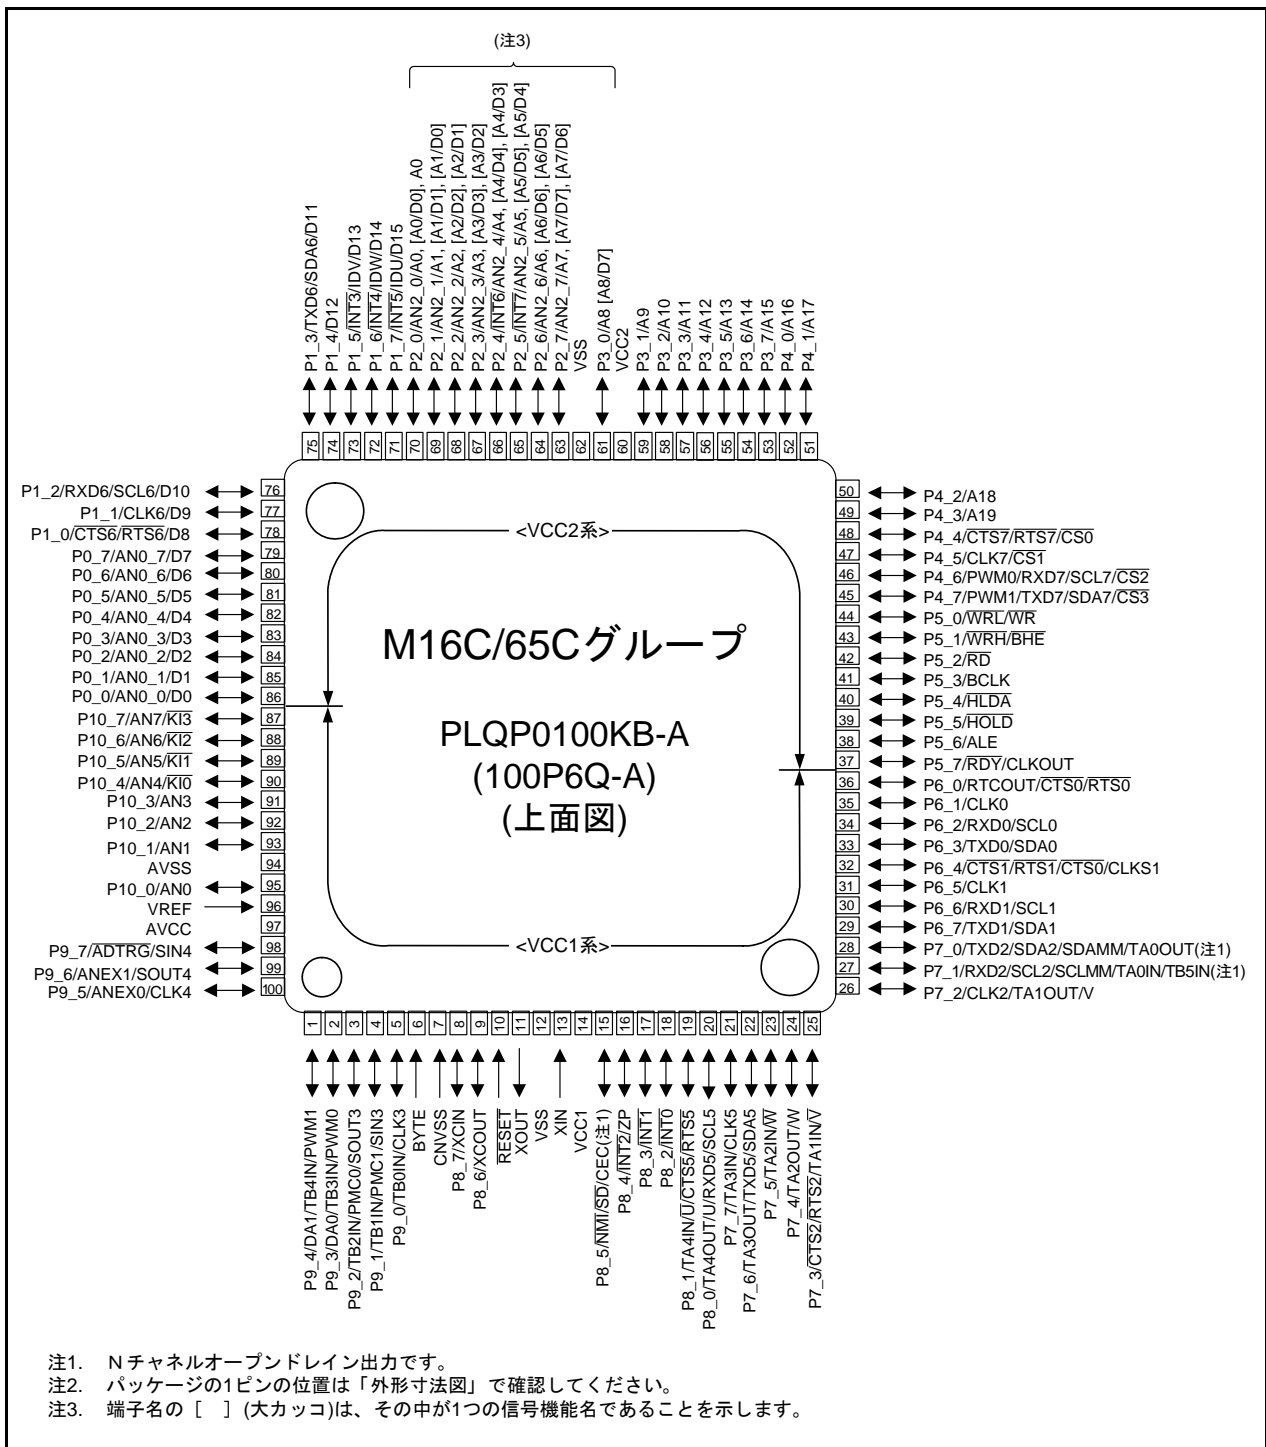 (注3)
P1_3/TXD6/SDA6/D11
P1_4/D12
P1_5/INT3/IDV/D13
P1_6/INT4/IDW/D14
P1_7/INT5/IDU/D15
P2_0/AN2_0/A0, [A0/D0], A0
P2_1/AN2_1/A1, [A1/D1], [A1/D0]
P2_2/AN2_2/A2, [A2/D2], [A2/D1]
P2_3/AN2_3/A3, [A3/D3], [A3/D2]
P2_4/INT6/AN2_4/A4, [A4/D4], [A4/D3]
P2_5/INT7/AN2_5/A5, [A5/D5], [A5/D4]
P2_6/AN2_6/A6, [A6/D6], [A6/D5]
P2_7/AN2_7/A7, [A7/D7], [A7/D6]
VSS
P3_0/A8 [A8/D7]
VCC2
P3_1/A9
P3_2/A10
P3_3/A11
P3_4/A12
P3_5/A13
P3_6/A14
P3_7/A15
P4_0/A16
P4_1/A17
75 74 73 72 71 70 69 68 67 66 65 64 63 62 61 60 59 58 57 56 55 54 53 52 51
P1_2/RXD6/SCL6/D10 76
P1_1/CLK6/D9 77
P1_0/CTS6/RTS6/D8 78
P0_7/AN0_7/D7 79
P0_6/AN0_6/D6 80
P0_5/AN0_5/D5 81
P0_4/AN0_4/D4 82
P0_3/AN0_3/D3 83
P0_2/AN0_2/D2 84
P0_1/AN0_1/D1 85
P0_0/AN0_0/D0 86
P10_7/AN7/KI3 87
P10_6/AN6/KI2 88
P10_5/AN5/KI1 89
P10_4/AN4/KI0 90
P10_3/AN3 91
P10_2/AN2 92
P10_1/AN1 93
AVSS 94
P10_0/AN0 95
VREF 96
AVCC 97
P9_7/ADTRG/SIN4 98
P9_6/ANEX1/SOUT4 99
P9_5/ANEX0/CLK4 100
<VCC2系>
M16C/65Cグループ
PLQP0100KB-A
(100P6Q-A)
(上面図)
<VCC1系>
50 P4_2/A18
49 P4_3/A19
48 P4_4/CTS7/RTS7/CS0
47 P4_5/CLK7/CS1
46 P4_6/PWM0/RXD7/SCL7/CS2
45 P4_7/PWM1/TXD7/SDA7/CS3
44 P5_0/WRL/WR
43 P5_1/WRH/BHE
42 P5_2/RD
41 P5_3/BCLK
40 P5_4/HLDA
39 P5_5/HOLD
38 P5_6/ALE
37 P5_7/RDY/CLKOUT
36 P6_0/RTCOUT/CTS0/RTS0
35 P6_1/CLK0
34 P6_2/RXD0/SCL0
33 P6_3/TXD0/SDA0
32 P6_4/CTS1/RTS1/CTS0/CLKS1
31 P6_5/CLK1
30 P6_6/RXD1/SCL1
29 P6_7/TXD1/SDA1
28 P7_0/TXD2/SDA2/SDAMM/TA0OUT(注1)
27 P7_1/RXD2/SCL2/SCLMM/TA0IN/TB5IN(注1)
26 P7_2/CLK2/TA1OUT/V
1 2 3 4 5 6 7 8 9 10 11 12 13 14 15 16 17 18 19 20 21 22 23 24 25
P9_4/DA1/TB4IN/PWM1
P9_3/DA0/TB3IN/PWM0
P9_2/TB2IN/PMC0/SOUT3
P9_1/TB1IN/PMC1/SIN3
P9_0/TB0IN/CLK3
BYTE
CNVSS
P8_7/XCIN
P8_6/XCOUT
RESET
XOUT
VSS
XIN
VCC1
P8_5/NMI/SD/CEC(注1)
P8_4/INT2/ZP
P8_3/INT1
P8_2/INT0
P8_1/TA4IN/U/CTS5/RTS5
P8_0/TA4OUT/U/RXD5/SCL5
P7_7/TA3IN/CLK5
P7_6/TA3OUT/TXD5/SDA5
P7_5/TA2IN/W
P7_4/TA2OUT/W
P7_3/CTS2/RTS2/TA1IN/V
注1. Nチャネルオープンドレイン出力です。
注2. パッケージの1ピンの位置は「外形寸法図」で確認してください。
注3. 端子名の［ ］(大カッコ)は、その中が1つの信号機能名であることを示します。